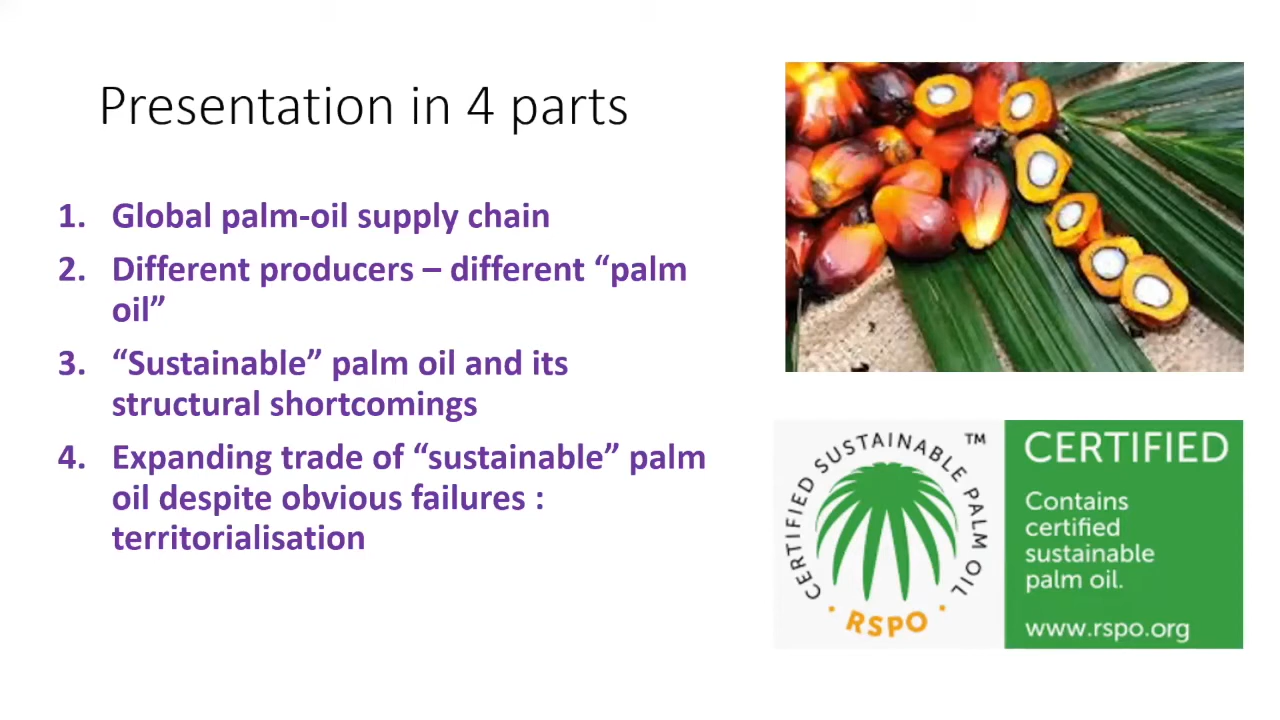 Presentation in 4 parts
1. Global palm-oil supply chain
2. Different producers – different “palm
oil”
3. “Sustainable” palm oil and its
structural shortcomings
4. Expanding trade of “sustainable” palm
oil despite obvious failures :
territorialisation
CERTIFIED SUSTAINABLE PALM OIL
TM
RSPO
CERTIFIED
Contains
certified
sustainable
palm oil.
www.rspo.org